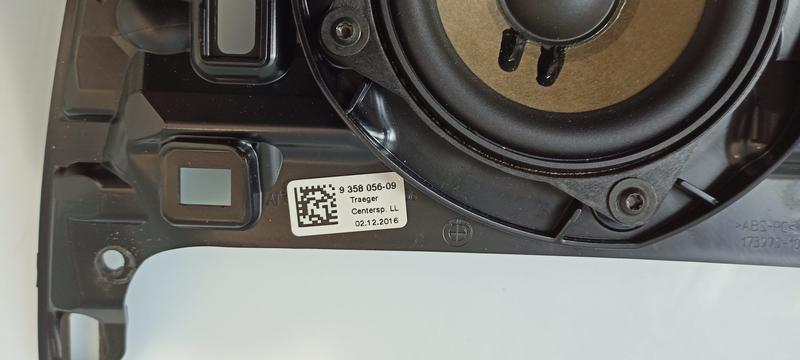 9 358 056-09
Traeger
Centersp. LL
02.12.2016
>ABS-PC<